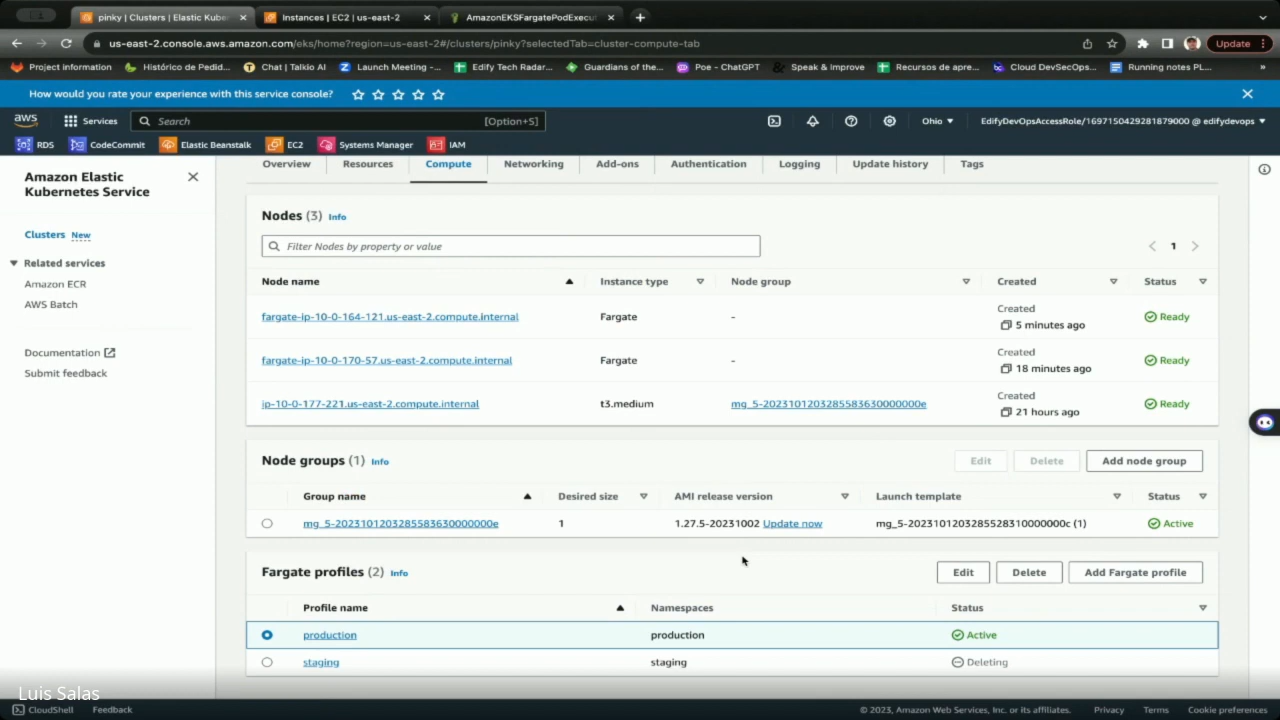 pinky | Clusters | Elastic Kube
Instances | EC2 | us-east-2
AmazonEKSFargatePodExecut
us-east-2.console.aws.amazon.com/eks/home?region=us-east-2#/clusters/pinky?selectedTab=cluster-compute-tab
Update
Project information
Histórico de Pedid...
Chat | Talkio AI
Launch Meeting -...
Edify Tech Radar...
Guardians of the...
Poe - ChatGPT
Speak & Improve
Recursos de apre...
Cloud DevSecOps...
Running notes PL...
»
How would you rate your experience with this service console?
aws
Services
Search
[Option+S]
Ohio
EdifyDevOpsAccessRole/1697150429281879000 @ edifydevops
RDS
CodeCommit
Elastic Beanstalk
EC2
Systems Manager
IAM
Amazon Elastic
Kubernetes Service
Clusters New
Related services
Amazon ECR
AWS Batch
Documentation
Submit feedback
Overview
Resources
Compute
Networking
Add-ons
Authentication
Logging
Update history
Tags
Nodes (3) Info
Filter Nodes by property or value
1
Node name
Instance type
Node group
Created
Status
fargate-ip-10-0-164-121.us-east-2.compute.internal
Fargate
-
Created
5 minutes ago
Ready
fargate-ip-10-0-170-57.us-east-2.compute.internal
Fargate
-
Created
18 minutes ago
Ready
ip-10-0-177-221.us-east-2.compute.internal
t3.medium
mg_5-20231012032855836300000000e
Created
21 hours ago
Ready
Node groups (1) Info
Edit
Delete
Add node group
Group name
Desired size
AMI release version
Launch template
Status
mg_5-20231012032855836300000000e
1
1.27.5-20231002 Update now
mg_5-20231012032855283100000000c (1)
Active
Fargate profiles (2) Info
Edit
Delete
Add Fargate profile
Profile name
Namespaces
Status
production
production
Active
staging
staging
Deleting
Luis Salas
CloudShell
Feedback
© 2023, Amazon Web Services, Inc. or its affiliates.
Privacy
Terms
Cookie preferences